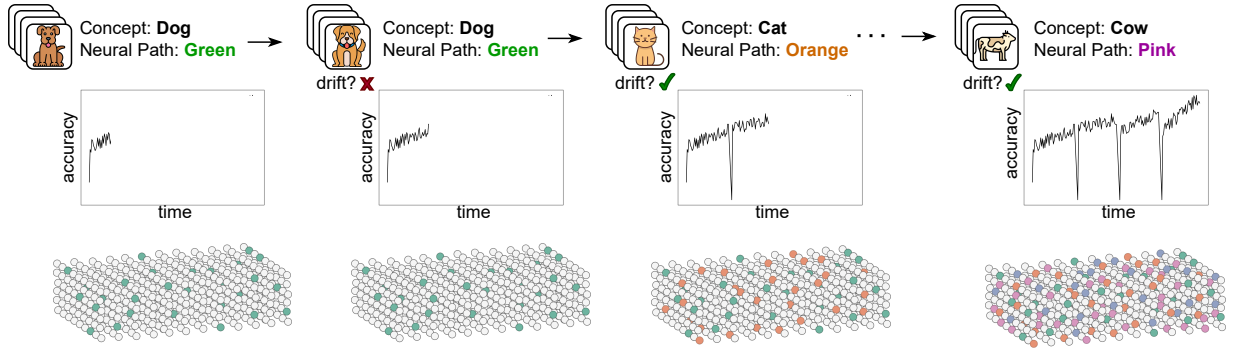 Concept: Dog
Neural Path: Green
Concept: Dog
Neural Path: Green
drift? ✗
Concept: Cat
Neural Path: Orange
drift? ✓
. . .
Concept: Cow
Neural Path: Pink
drift? ✓
accuracy
time
accuracy
time
accuracy
time
accuracy
time